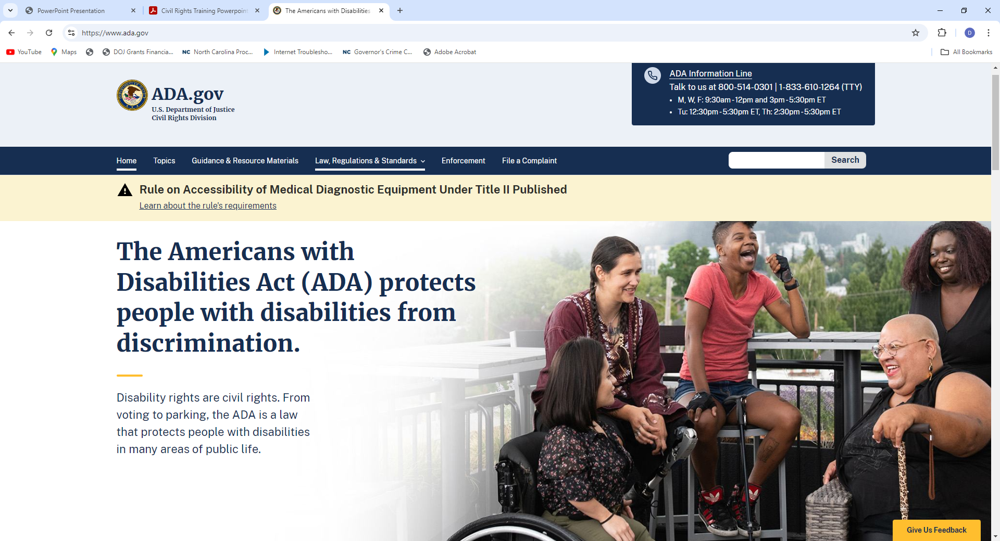 PowerPoint Presentation
Civil Rights Training Powerpoint
The Americans with Disabilities
https://www.ada.gov
D
YouTube
Maps
DOJ Grants Financia...
NC North Carolina Proc...
Internet Troublesho...
NC Governor's Crime C...
Adobe Acrobat
All Bookmarks
ADA.gov
U.S. Department of Justice
Civil Rights Division
ADA Information Line
Talk to us at 800-514-0301 | 1-833-610-1264 (TTY)
• M, W, F: 9:30am-12pm and 3pm-5:30pm ET
• Tu: 12:30pm-5:30pm ET, Th: 2:30pm-5:30pm ET
Home
Topics
Guidance & Resource Materials
Law, Regulations & Standards
Enforcement
File a Complaint
Search
Rule on Accessibility of Medical Diagnostic Equipment Under Title II Published
Learn about the rule's requirements
The Americans with
Disabilities Act (ADA) protects
people with disabilities from
discrimination.
Disability rights are civil rights. From
voting to parking, the ADA is a law
that protects people with disabilities
in many areas of public life.
Give Us Feedback